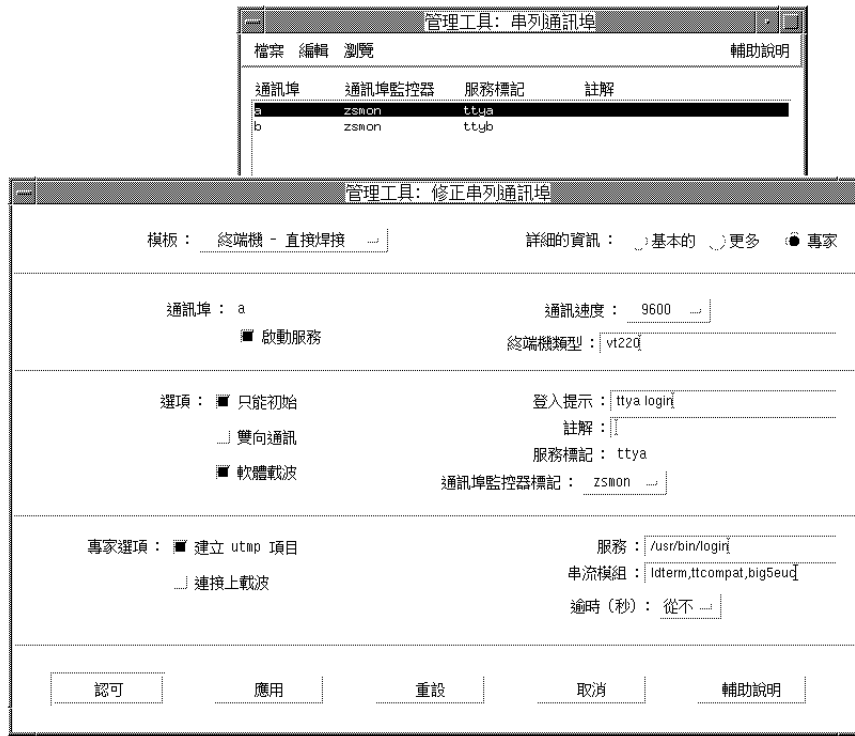 管理工具: 串列通訊埠
檔案 編輯 瀏覽 輔助說明
通訊埠 通訊埠監控器 服務標記 註解
a zsmon ttya
b zsmon ttyb
管理工具: 修正串列通訊埠
模板： 終端機 - 直接焊接
詳細的資訊： 基本的 更多 專家
通訊埠： a
通訊速度： 9600
啟動服務
終端機類型： vt220
選項： 只能初始
登入提示： ttya login
雙向通訊
註解：
服務標記： ttya
軟體載波
通訊埠監控器標記： zsmon
專家選項： 建立 utmp 項目
服務： /usr/bin/login
連接上載波
串流模組： ldterm,ttcompat,big5euc
逾時 (秒)： 從不
認可 應用 重設 取消 輔助說明